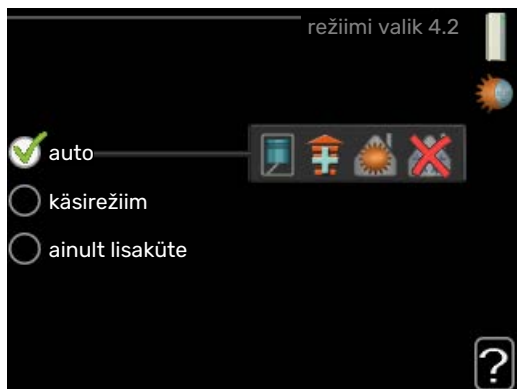 režiimi valik 4.2
auto
käsirežiim
ainult lisaküte
?